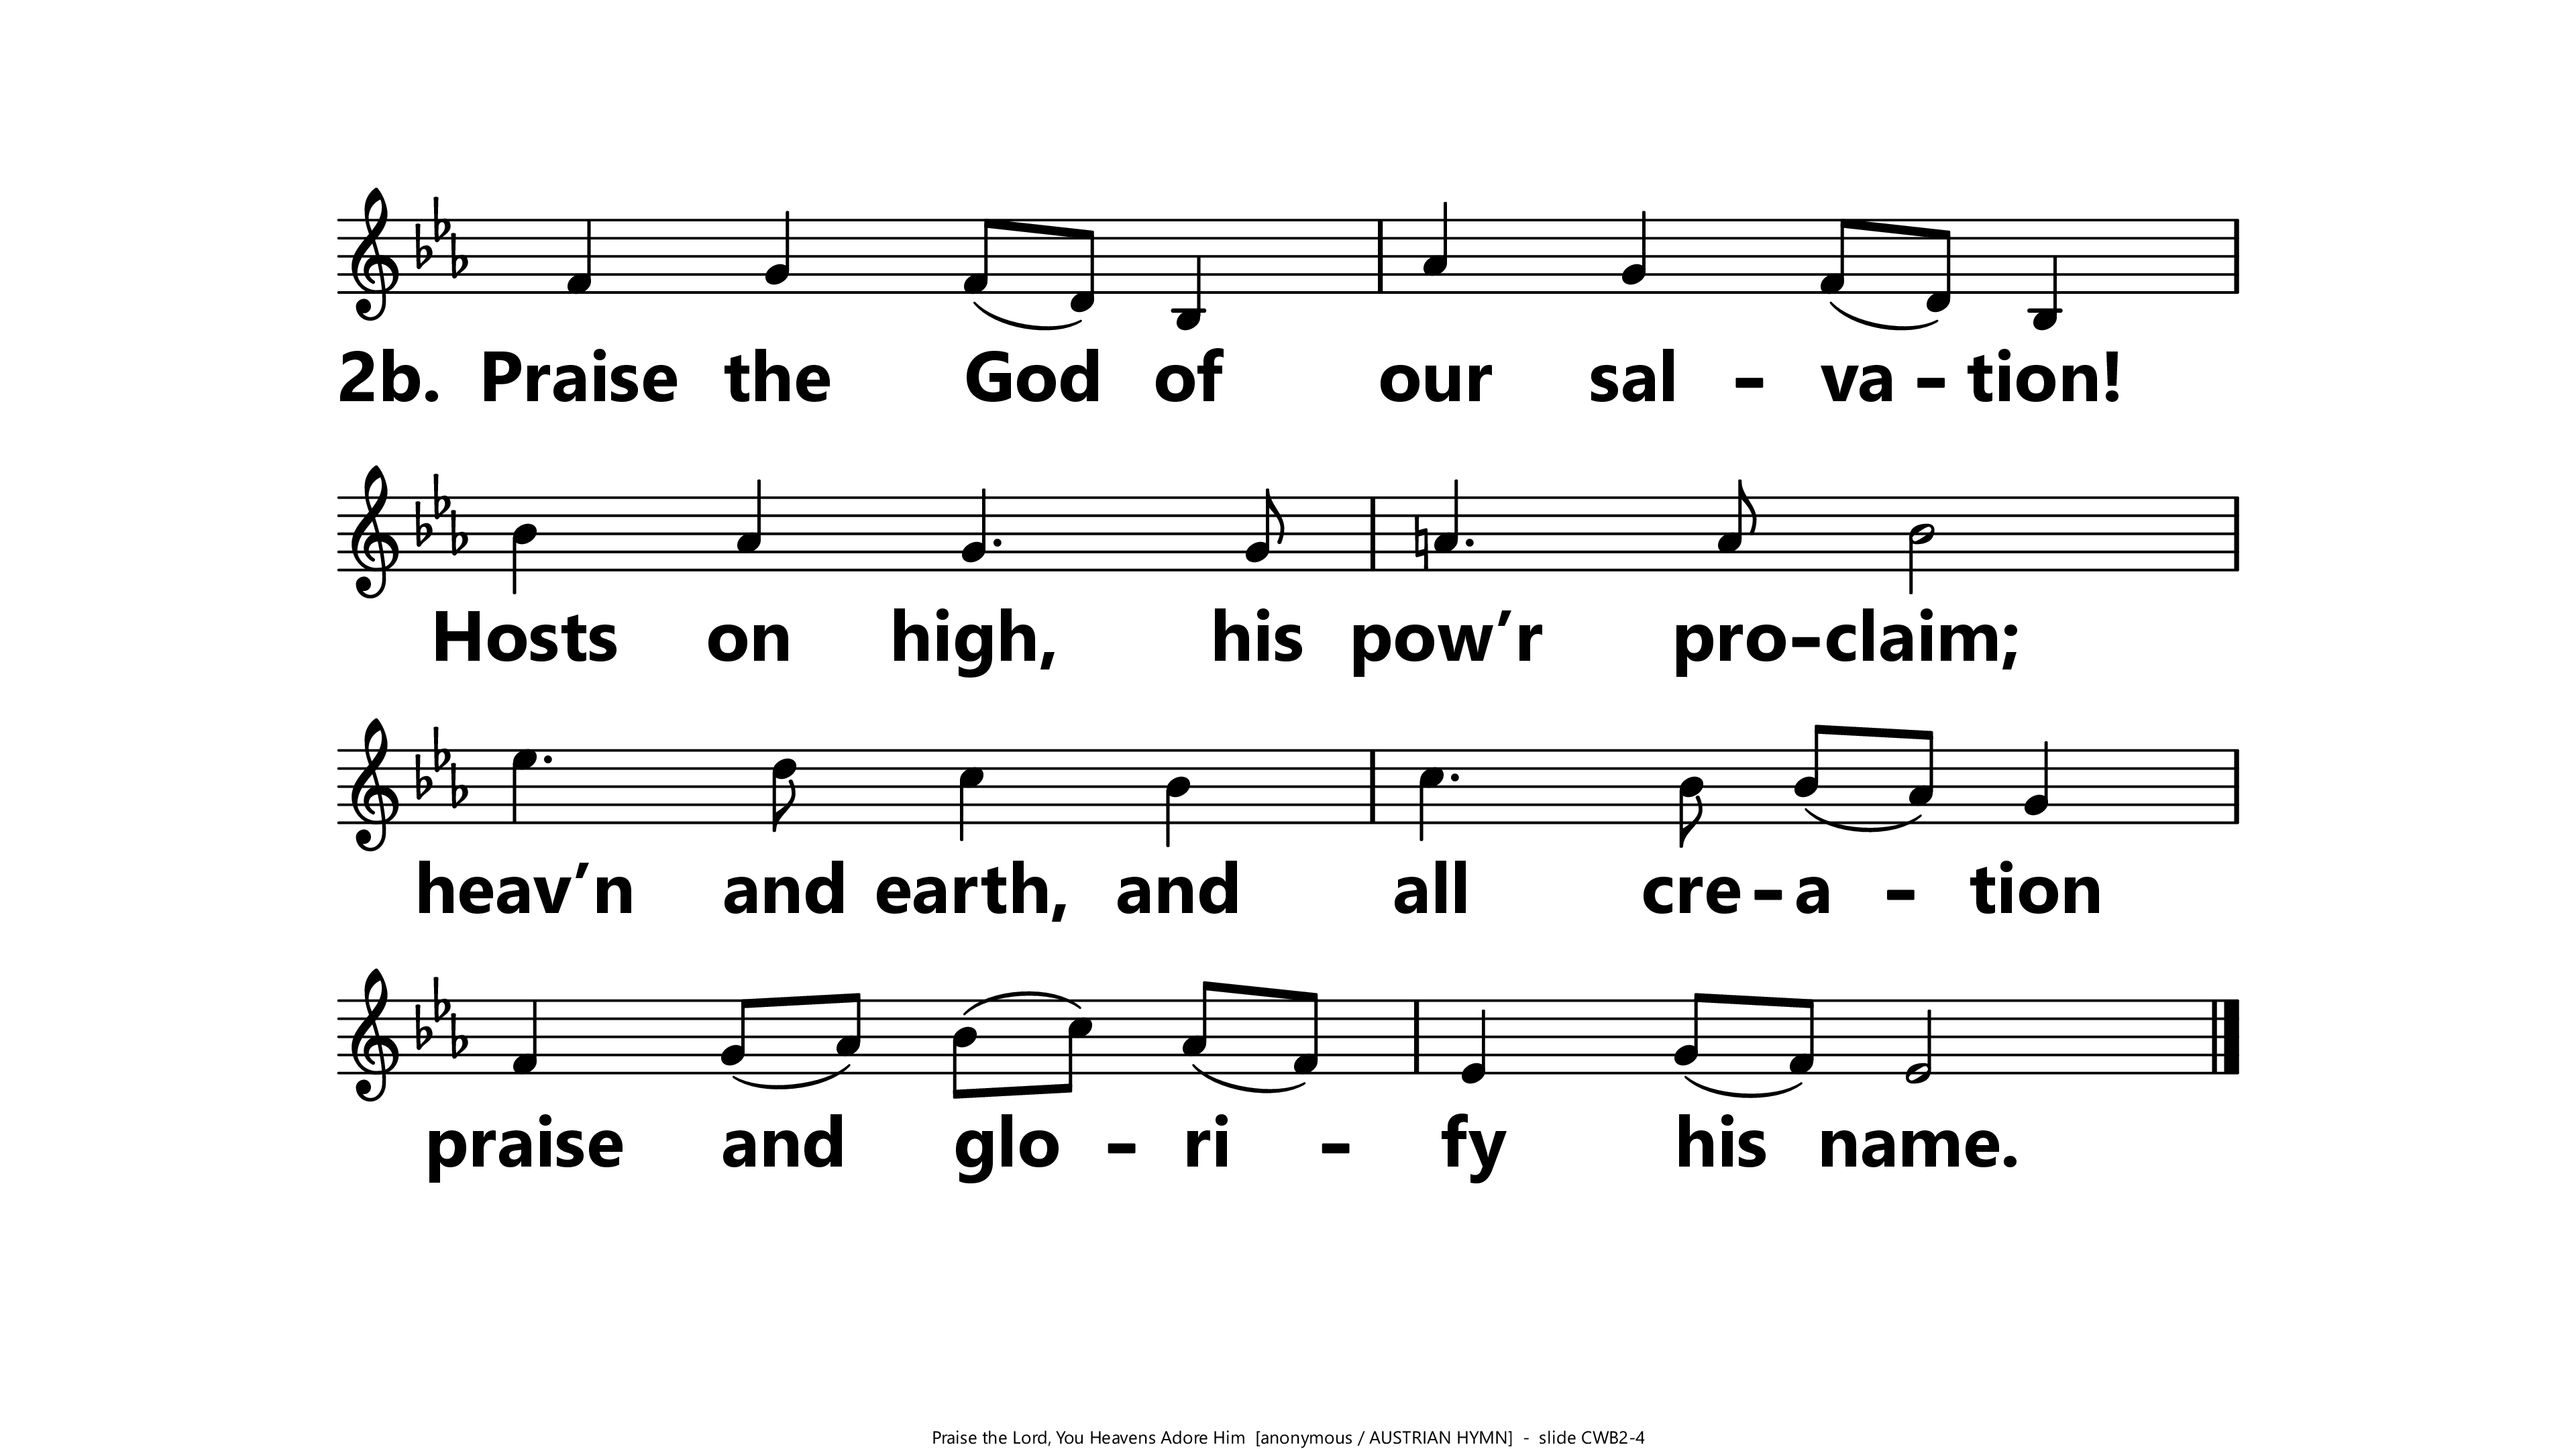 2b. Praise the God of our sal - va - tion!
Hosts on high, his pow’r pro-claim;
heav’n and earth, and all cre - a - tion
praise and glo - ri - fy his name.
Praise the Lord, You Heavens Adore Him [anonymous / AUSTRIAN HYMN] - slide CWB2-4